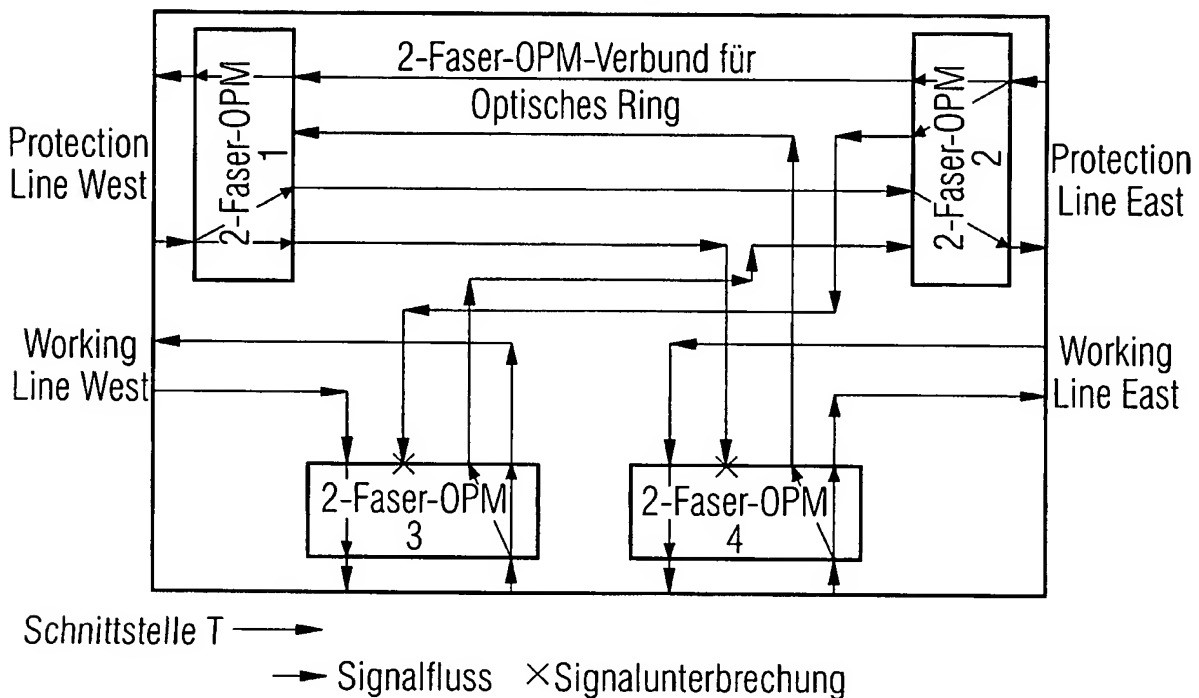 2-Faser-OPM-Verbund für
Optisches Ring
2-Faser-OPM
1
2-Faser-OPM
2
Protection
Line West
Protection
Line East
Working
Line West
Working
Line East
2-Faser-OPM
3
2-Faser-OPM
4
Schnittstelle T
Signalfluss
Signalunterbrechung